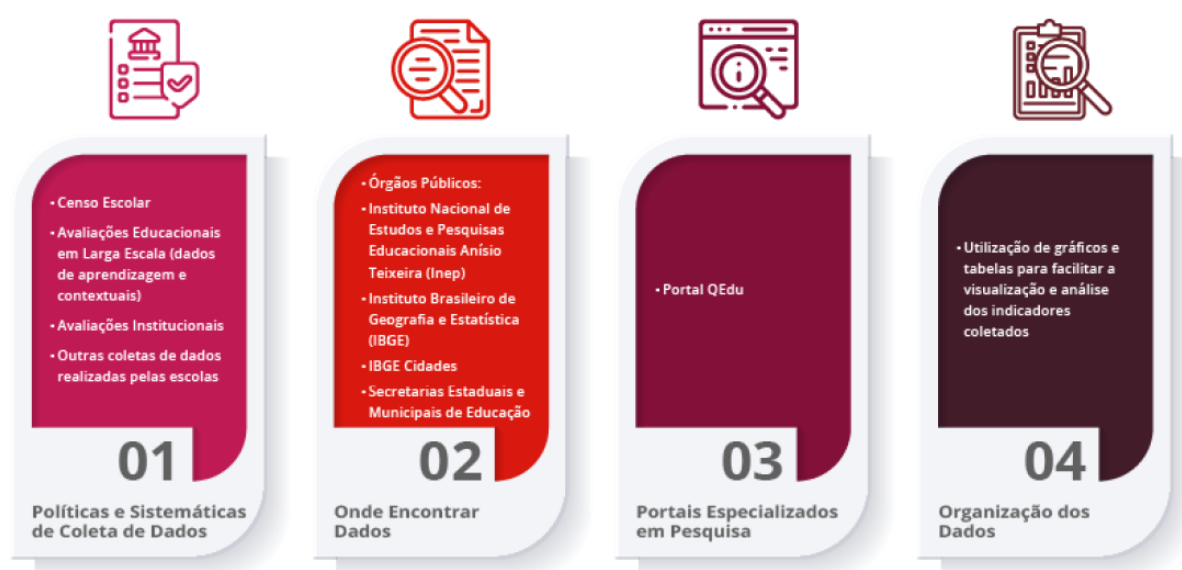 • Censo Escolar
• Avaliações Educacionais
em Larga Escala (dados
de aprendizagem e
contextuais)
• Avaliações Institucionais
• Outras coletas de dados
realizadas pelas escolas
01
Políticas e Sistemáticas
de Coleta de Dados
• Órgãos Públicos:
• Instituto Nacional de
Estudos e Pesquisas
Educacionais Anísio
Teixeira (Inep)
• Instituto Brasileiro de
Geografia e Estatística
(IBGE)
• IBGE Cidades
• Secretarias Estaduais e
Municipais de Educação
02
Onde Encontrar
Dados
• Portal QEdu
03
Portais Especializados
em Pesquisa
• Utilização de gráficos e
tabelas para facilitar a
visualização e análise
dos indicadores
coletados
04
Organização dos
Dados